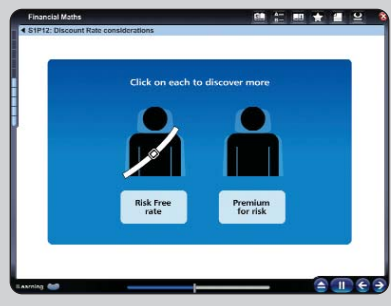 Financial Maths
S1P12: Discount Rate considerations
Click on each to discover more
Risk Free
rate
Premium
for risk